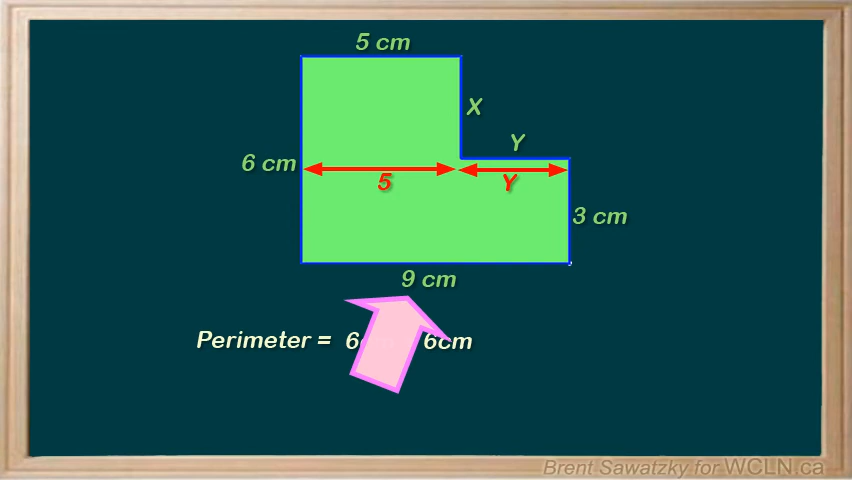 5 cm
X
Y
6 cm
5
Y
3 cm
9 cm
Perimeter = 6 6cm
Brent Sawatzky for WCLN.ca